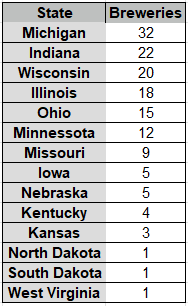 State Breweries
Michigan 32
Indiana 22
Wisconsin 20
Illinois 18
Ohio 15
Minnessota 12
Missouri 9
Iowa 5
Nebraska 5
Kentucky 4
Kansas 3
North Dakota 1
South Dakota 1
West Virginia 1